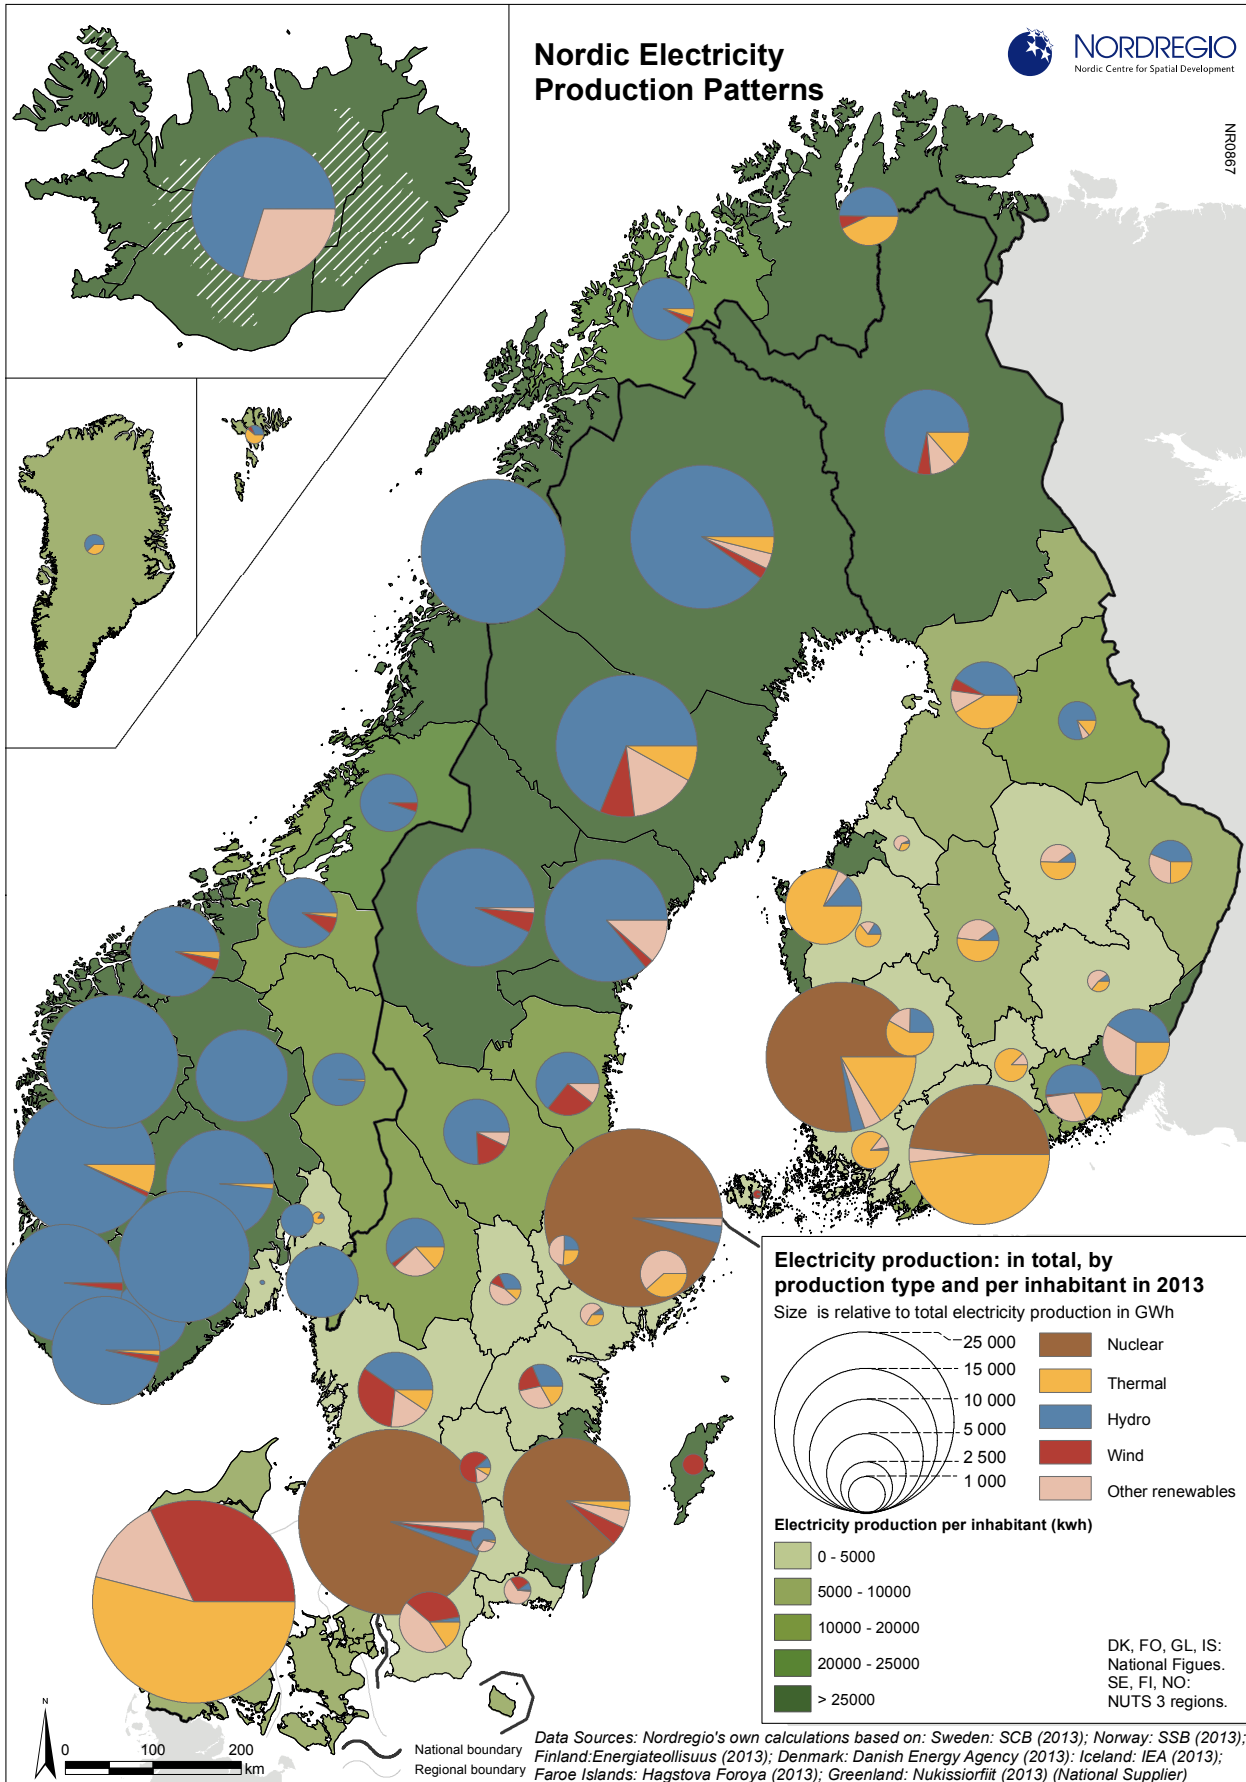 Nordic Electricity
Production Patterns
NORDREGIO
Nordic Centre for Spatial Development
NR0867
Electricity production: in total, by
production type and per inhabitant in 2013
Size is relative to total electricity production in GWh
25 000
15 000
10 000
5 000
2 500
1 000
Nuclear
Thermal
Hydro
Wind
Other renewables
Electricity production per inhabitant (kwh)
0 - 5000
5000 - 10000
10000 - 20000
20000 - 25000
> 25000
DK, FO, GL, IS:
National Figues.
SE, FI, NO:
NUTS 3 regions.
N
0 100 200
km
National boundary
Regional boundary
Data Sources: Nordregio's own calculations based on: Sweden: SCB (2013); Norway: SSB (2013);
Finland:Energiateollisuus (2013); Denmark: Danish Energy Agency (2013): Iceland: IEA (2013);
Faroe Islands: Hagstova Foroya (2013); Greenland: Nukissiorfiit (2013) (National Supplier)